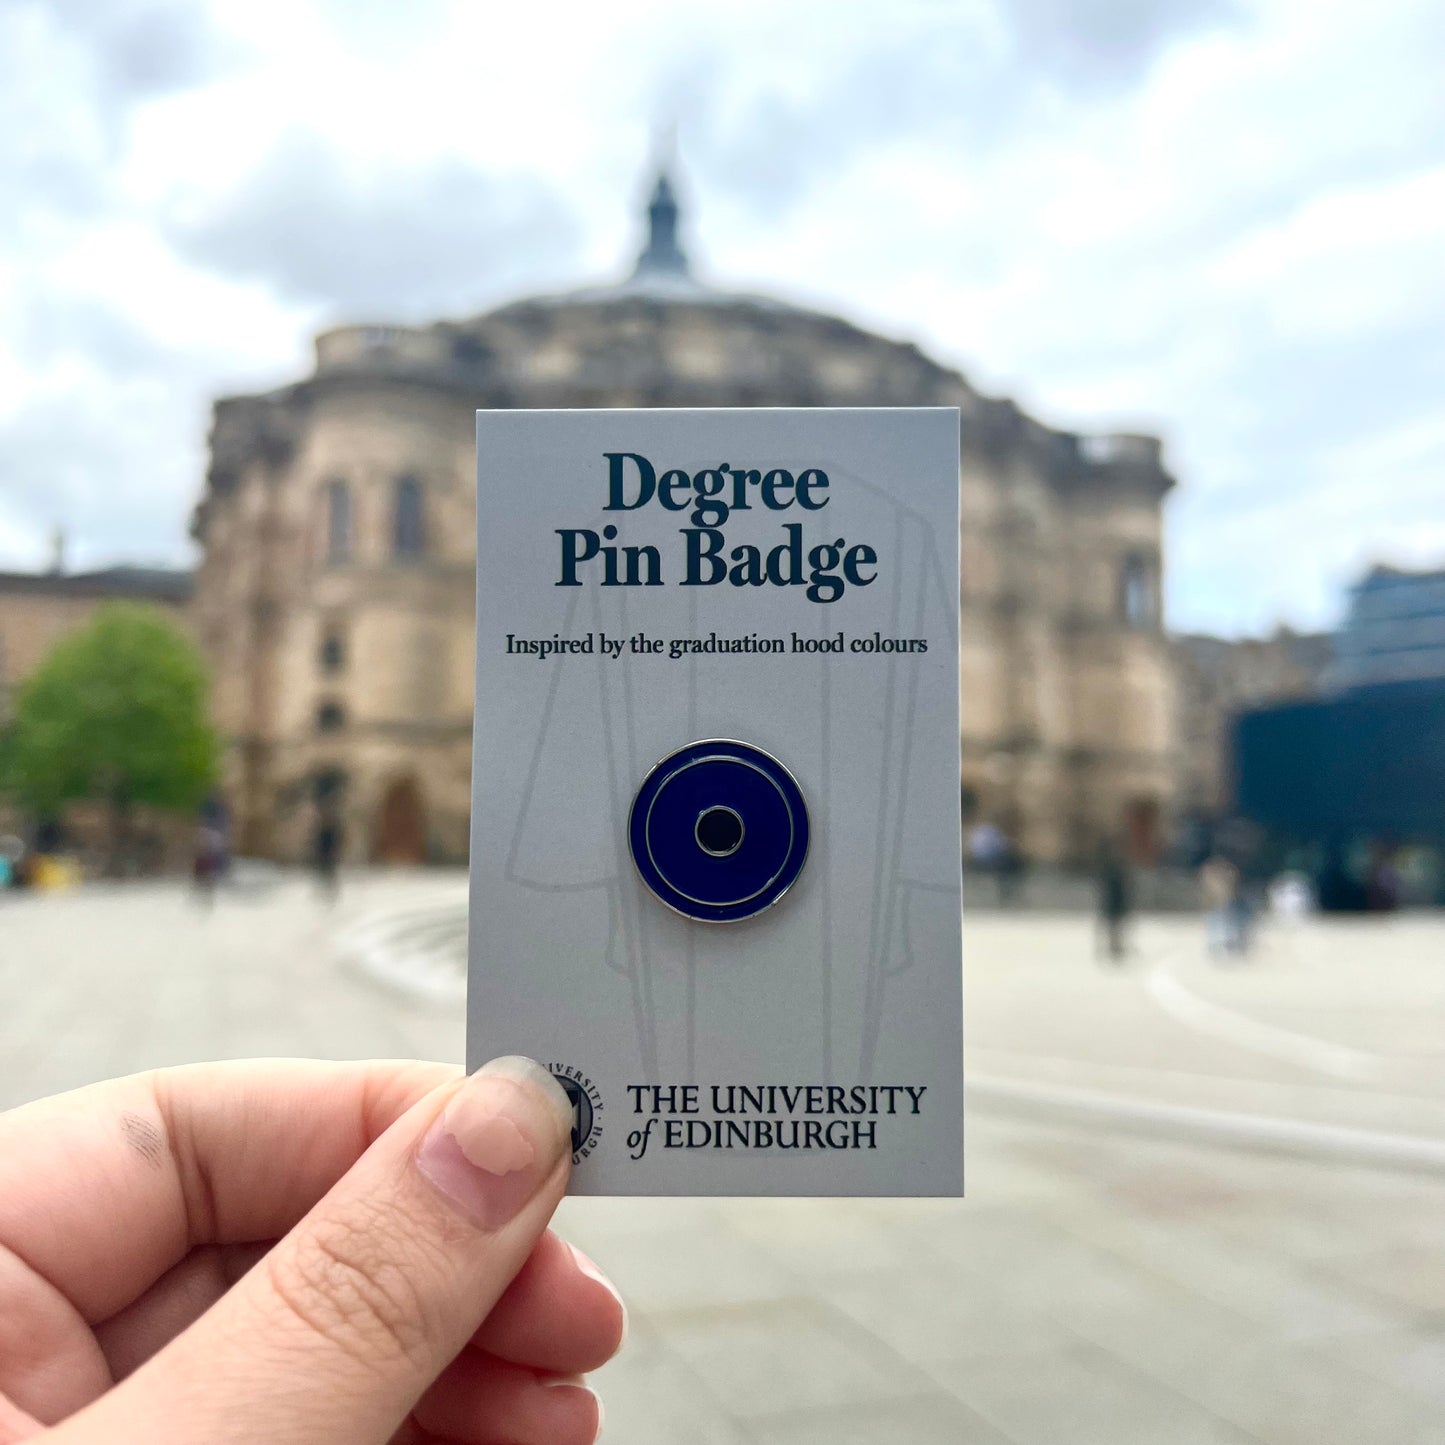 Degree
Pin Badge
Inspired by the graduation hood colours
THE UNIVERSITY
of EDINBURGH